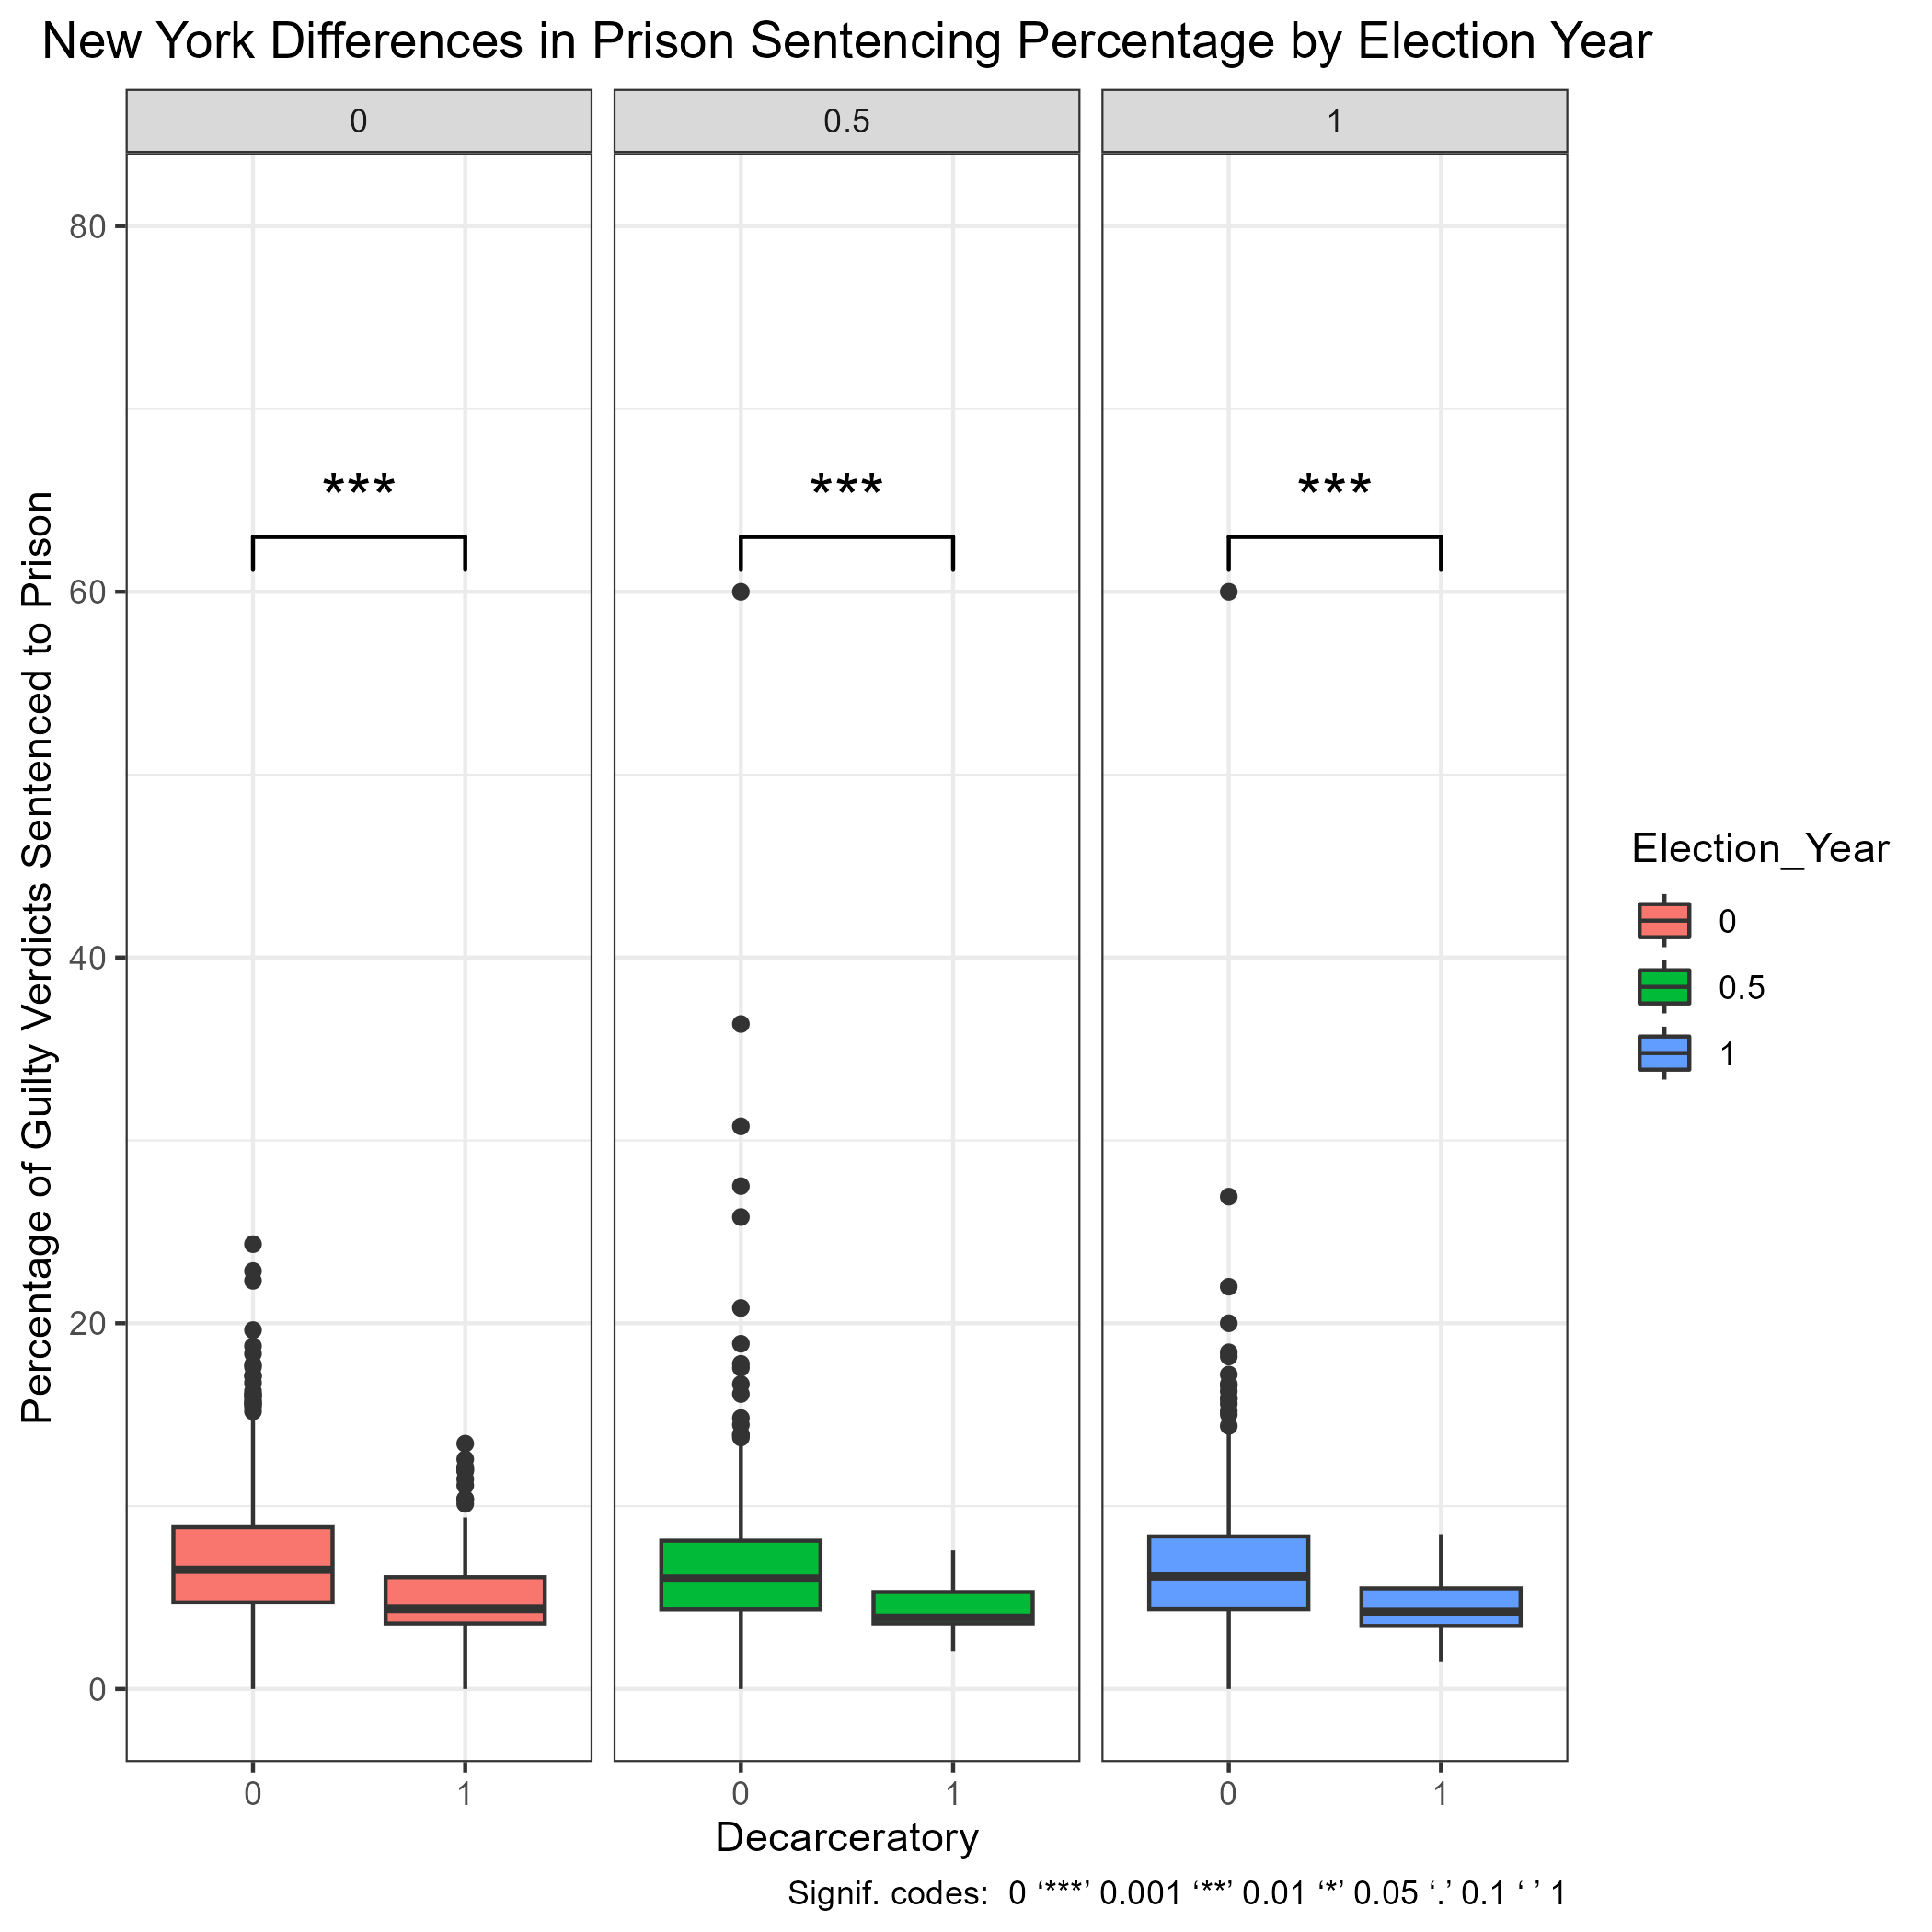 New York Differences in Prison Sentencing Percentage by Election Year
0 0.5 1
80
*** *** ***
60
40
20
0
Percentage of Guilty Verdicts Sentenced to Prison
0 1 0 1 0 1
Decarceratory
Signif. codes:  0 ‘***’ 0.001 ‘**’ 0.01 ‘*’ 0.05 ‘.’ 0.1 ‘ ’ 1
Election_Year
0
0.5
1